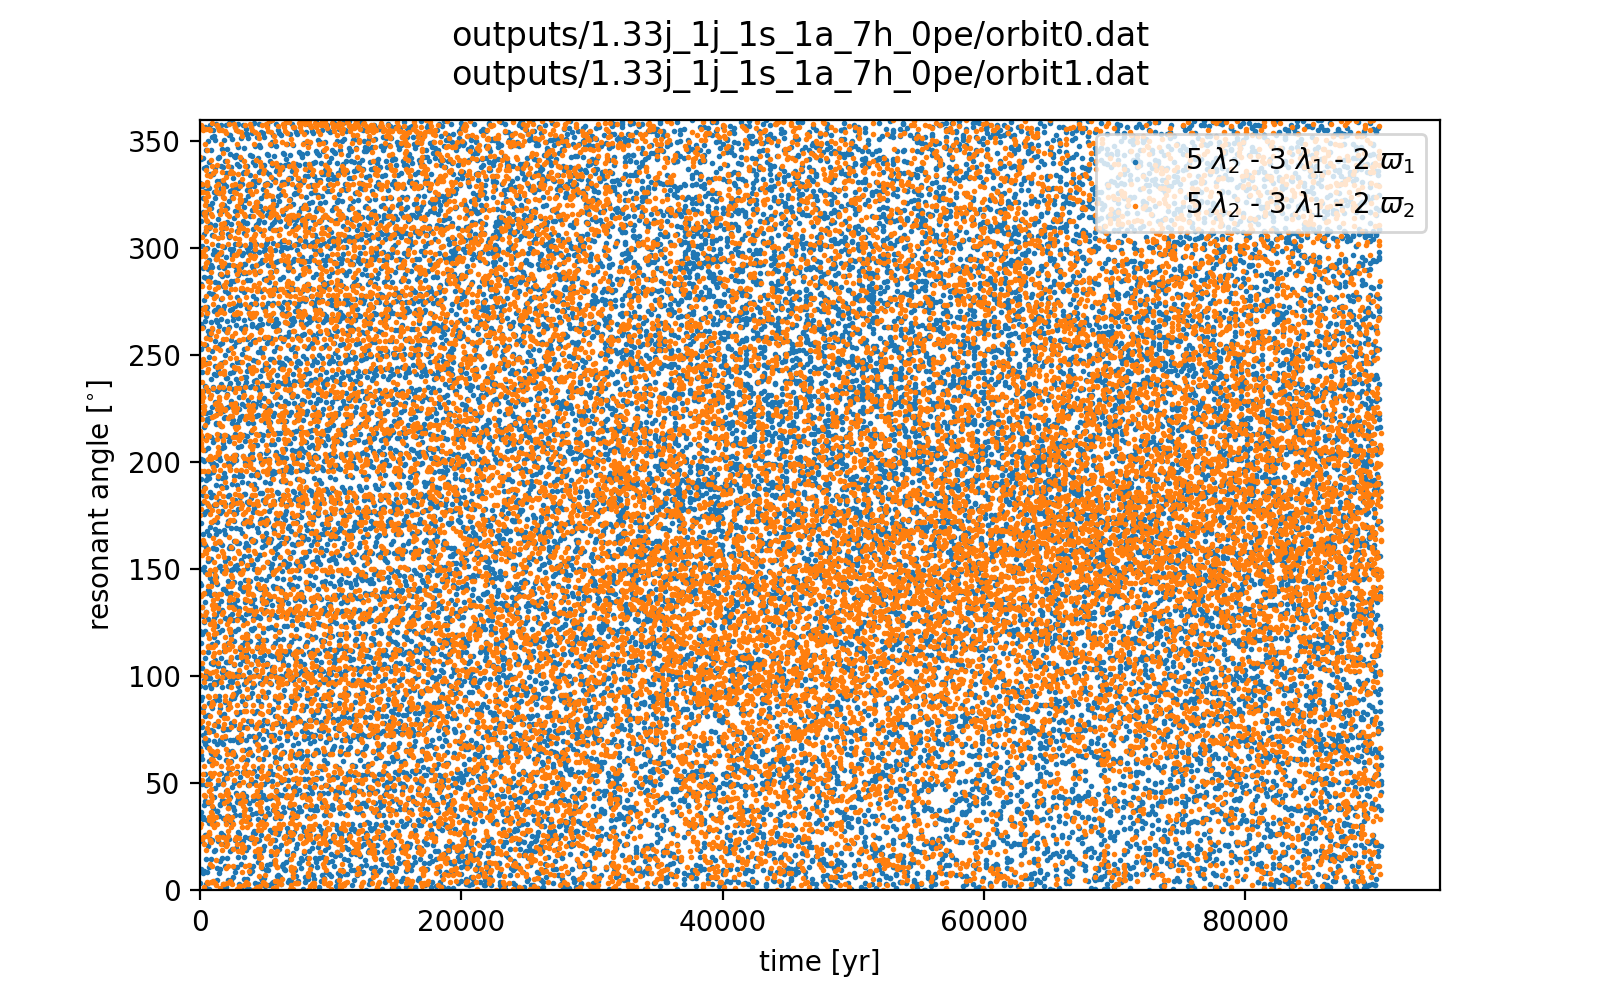 outputs/1.33j_1j_1s_1a_7h_0pe/orbit0.dat
outputs/1.33j_1j_1s_1a_7h_0pe/orbit1.dat
5 λ₂ - 3 λ₁ - 2 ϖ₁
5 λ₂ - 3 λ₁ - 2 ϖ₂
resonant angle [°]
350
300
250
200
150
100
50
0
0 20000 40000 60000 80000
time [yr]